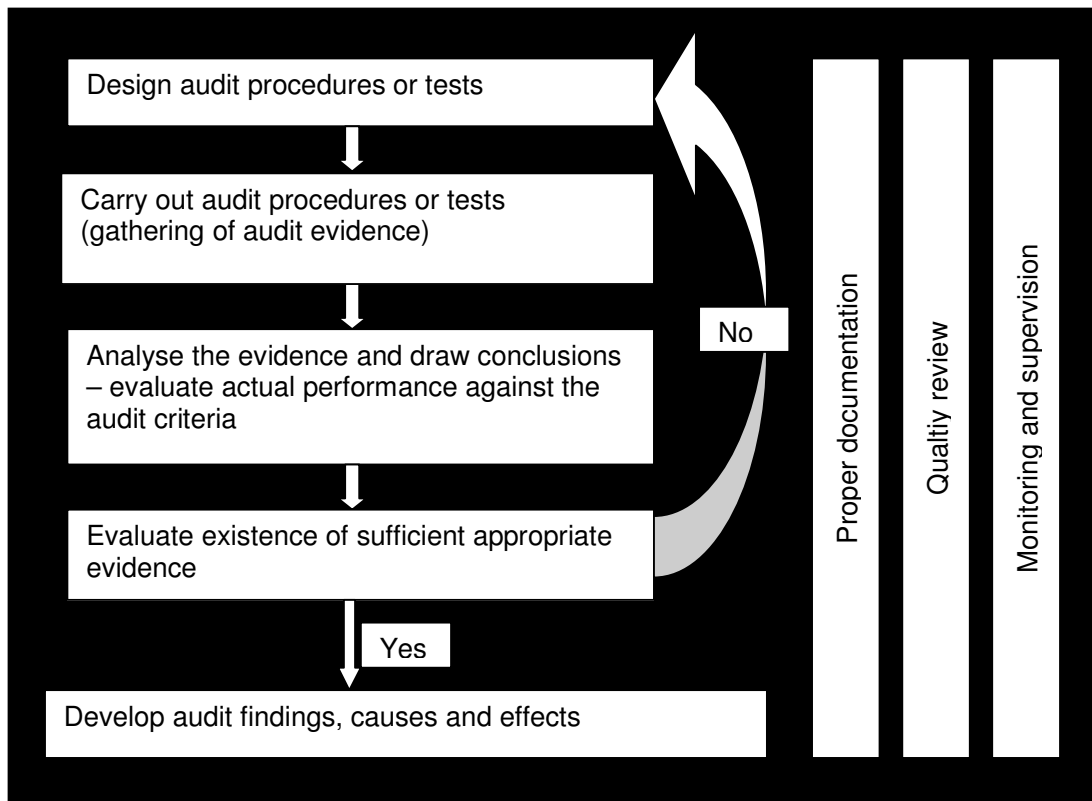 Design audit procedures or tests
Carry out audit procedures or tests
(gathering of audit evidence)
Analyse the evidence and draw conclusions
– evaluate actual performance against the
audit criteria
Evaluate existence of sufficient appropriate
evidence
No
Yes
Develop audit findings, causes and effects
Proper documentation
Qualtiy review
Monitoring and supervision